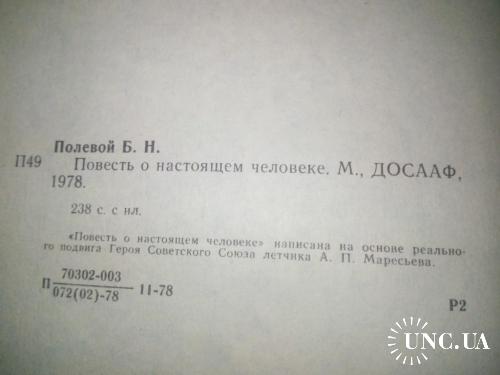 Полевой Б. Н.
П49 Повесть о настоящем человеке. М., ДОСААФ,
1978.
238 с. с ил.
«Повесть о настоящем человеке» написана на основе реально-
го подвига Героя Советского Союза летчика А. П. Маресьева.
70302-003
П 11-78
072(02)-78
Р2
UNC.UA